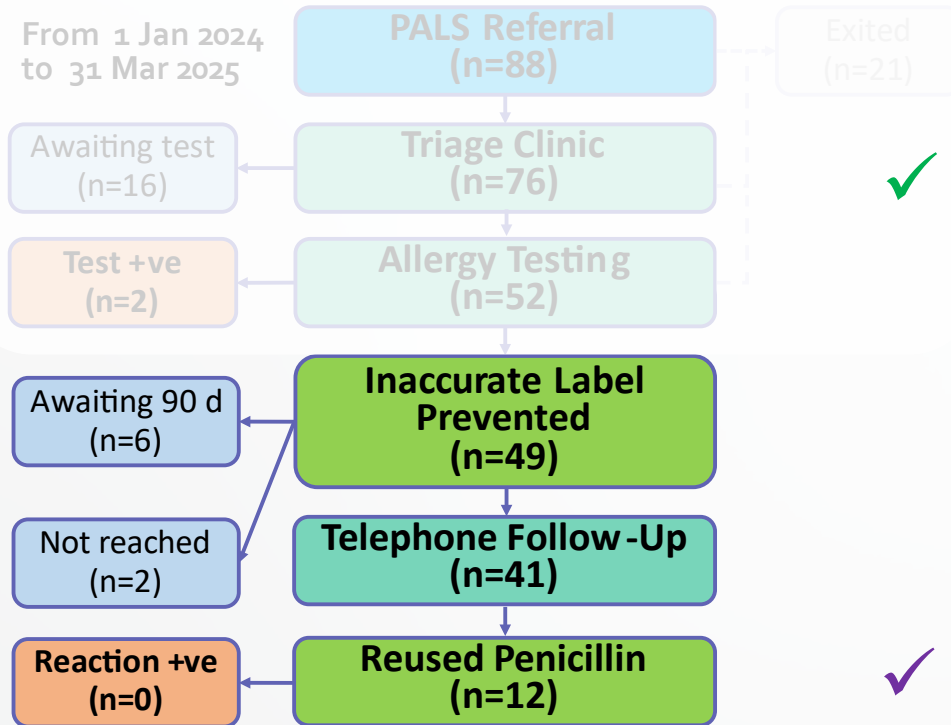 From 1 Jan 2024
to 31 Mar 2025
PALS Referral
(n=88)
Exited
(n=21)
Awaiting test
(n=16)
Triage Clinic
(n=76)
Test +ve
(n=2)
Allergy Testing
(n=52)
Awaiting 90 d
(n=6)
Inaccurate Label
Prevented
(n=49)
Not reached
(n=2)
Telephone Follow-Up
(n=41)
Reaction +ve
(n=0)
Reused Penicillin
(n=12)